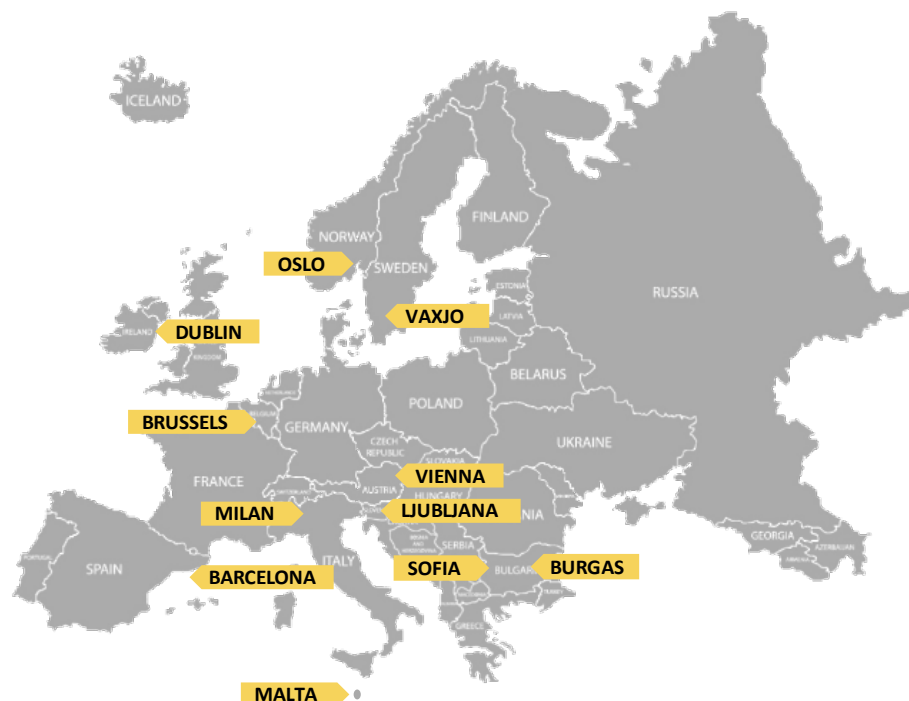 ICELAND
FINLAND
NORWAY
OSLO
SWEDEN
ESTONIA
RUSSIA
VAXJO
LATVIA
IRELAND
DUBLIN
LITHUANIA
KINGDOM
BELARUS
POLAND
BELGIUM
BRUSSELS
GERMANY
CZECH
REPUBLIC
UKRAINE
SLOVAKIA
VIENNA
FRANCE
AUSTRIA
HUNGARY
MILAN
LJUBLJANA
NIA
GEORGIA
SERBIA
AZERBAIJAN
PORTUGAL
SPAIN
ITALY
SOFIA
BULGAR
BURGAS
BARCELONA
GREECE
MALTA